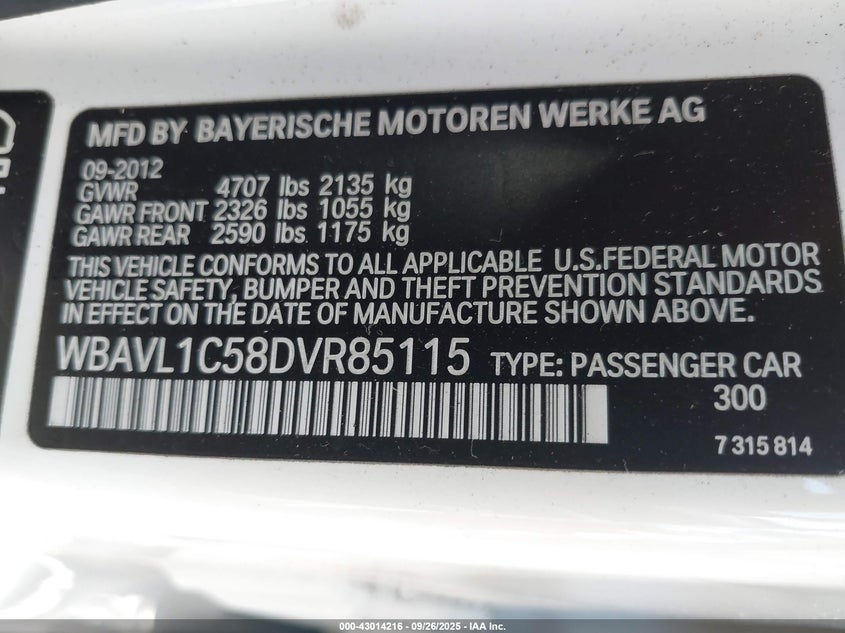 MFD BY BAYERISCHE MOTOREN WERKE AG
09-2012
GVWR 4707 lbs 2135 kg
GAWR FRONT 2326 lbs 1055 kg
GAWR REAR 2590 lbs 1175 kg
THIS VEHICLE CONFORMS TO ALL APPLICABLE U.S.FEDERAL MOTOR
VEHICLE SAFETY, BUMPER AND THEFT PREVENTION STANDARDS
IN EFFECT ON THE DATE OF MANUFACTURE SHOWN ABOVE.
WBAVL1C58DVR85115 TYPE: PASSENGER CAR
300
7 315 814
000-43014216 - 09/26/2025 - IAA Inc.